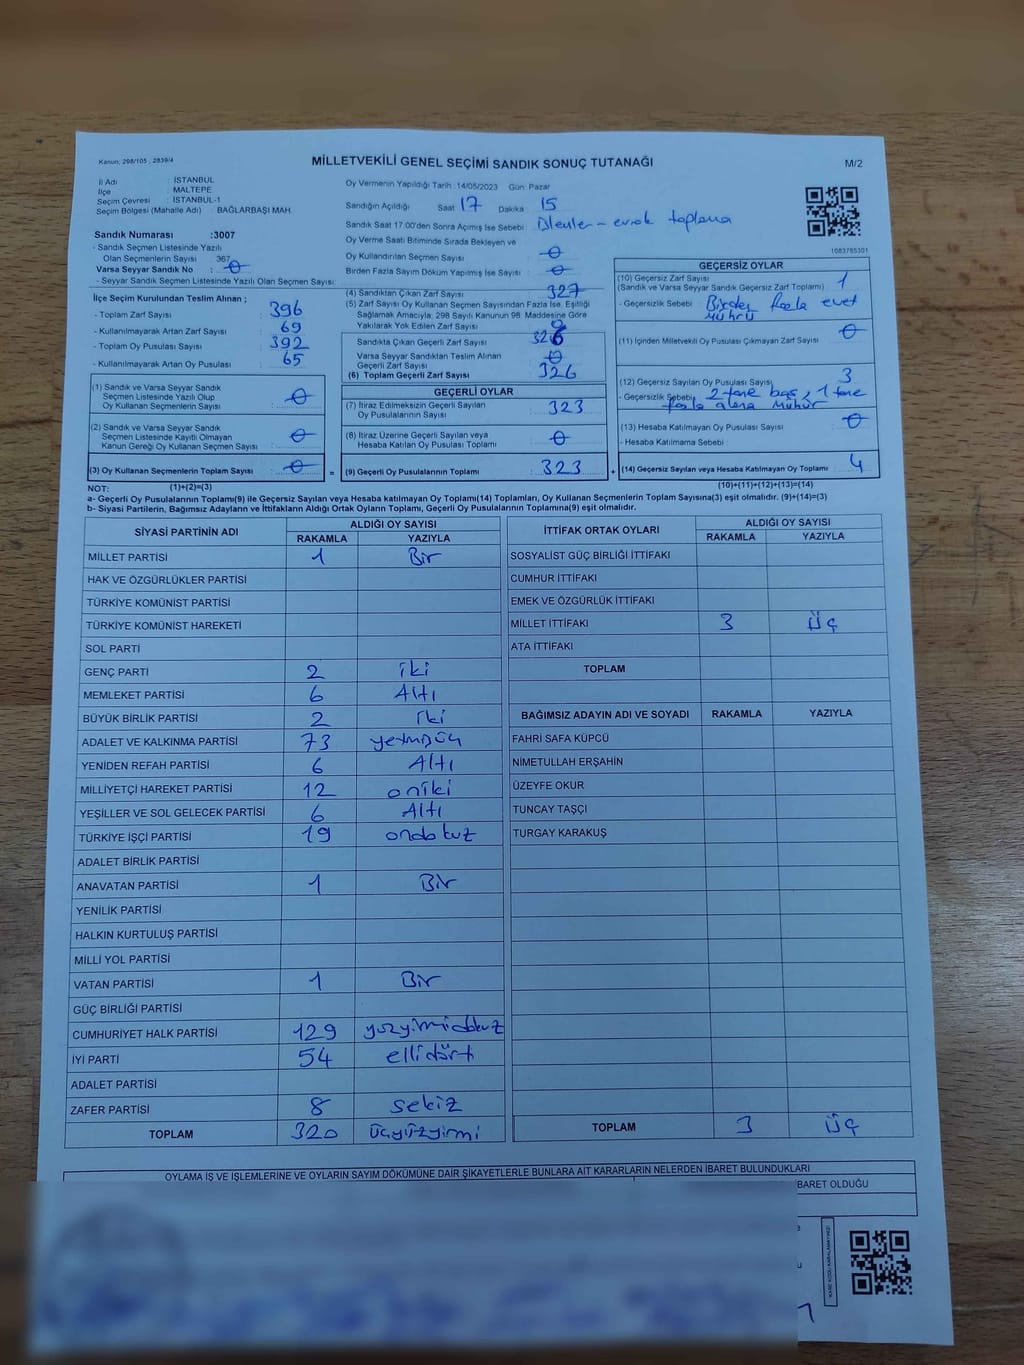 Kanun: 298/105 , 2839/4
MİLLETVEKİLİ GENEL SEÇİMİ SANDIK SONUÇ TUTANAĞI
M/2
İl Adı : İSTANBUL
İlçe : MALTEPE
Seçim Çevresi : İSTANBUL-1
Seçim Bölgesi (Mahalle Adı) : BAĞLARBAŞI MAH.
Sandık Numarası :3007
- Sandık Seçmen Listesinde Yazılı
Olan Seçmenlerin Sayısı : 367
Varsa Seyyar Sandık No : 0
- Seyyar Sandık Seçmen Listesinde Yazılı Olan Seçmen Sayısı:
Oy Vermenin Yapıldığı Tarih :14/05/2023 Gün: Pazar
Sandığın Açıldığı Saat 17 Dakika 15
Sandık Saat 17.00'den Sonra Açılmış İse Sebebi : evrak toplama
Oy Verme Saati Bitiminde Sırada Bekleyen ve
Oy Kullandırılan Seçmen Sayısı : 0
Birden Fazla Sayım Döküm Yapılmış İse Sayısı : 0
1083765301
İlçe Seçim Kurulundan Teslim Alınan ;
- Toplam Zarf Sayısı : 396
- Kullanılmayarak Artan Zarf Sayısı : 69
- Toplam Oy Pusulası Sayısı : 392
- Kullanılmayarak Artan Oy Pusulası : 65
(1) Sandık ve Varsa Seyyar Sandık
Seçmen Listesinde Yazılı Olup
Oy Kullanan Seçmenlerin Sayısı : 0
(2) Sandık ve Varsa Seyyar Sandık
Seçmen Listesinde Kayıtlı Olmayan
Kanun Gereği Oy Kullanan Seçmen Sayısı : 0
(3) Oy Kullanan Seçmenlerin Toplam Sayısı : 0
(1)+(2)=(3)
(4) Sandıktan Çıkan Zarf Sayısı : 327
(5) Zarf Sayısı Oy Kullanan Seçmen Sayısından Fazla İse, Eşitliği
Sağlamak Amacıyla; 298 Sayılı Kanunun 98. Maddesine Göre
Yakılarak Yok Edilen Zarf Sayısı : 0
Sandıkta Çıkan Geçerli Zarf Sayısı : 326
Varsa Seyyar Sandıktan Teslim Alınan
Geçerli Zarf Sayısı : 0
(6) Toplam Geçerli Zarf Sayısı : 326
GEÇERLİ OYLAR
(7) İtiraz Edilmeksizin Geçerli Sayılan
Oy Pusulalarının Sayısı : 323
(8) İtiraz Üzerine Geçerli Sayılan veya
Hesaba Katılan Oy Pusulası Toplamı : 0
= (9) Geçerli Oy Pusulalarının Toplamı : 323
GEÇERSİZ OYLAR
(10) Geçersiz Zarf Sayısı : 1
(Sandık ve Varsa Seyyar Sandık Geçersiz Zarf Toplamı)
- Geçersizlik Sebebi : Birden fazla evet
mührü
(11) İçinden Milletvekili Oy Pusulası Çıkmayan Zarf Sayısı : 0
(12) Geçersiz Sayılan Oy Pusulası Sayısı : 3
- Geçersizlik Sebebi : 2 tane boş, 1 tane
fazla alana mühür
(13) Hesaba Katılmayan Oy Pusulası Sayısı : 0
- Hesaba Katılmama Sebebi :
+ (14) Geçersiz Sayılan veya Hesaba Katılmayan Oy Toplamı : 4
(10)+(11)+(12)+(13)=(14)
NOT:
a- Geçerli Oy Pusulalarının Toplamı(9) ile Geçersiz Sayılan veya Hesaba katılmayan Oy Toplamı(14) Toplamları, Oy Kullanan Seçmenlerin Toplam Sayısına(3) eşit olmalıdır. (9)+(14)=(3)
b- Siyasi Partilerin, Bağımsız Adayların ve İttifakların Aldığı Ortak Oyların Toplamı, Geçerli Oy Pusulalarının Toplamına(9) eşit olmalıdır.
SİYASİ PARTİNİN ADI ALDIĞI OY SAYISI
RAKAMLA YAZIYLA
MİLLET PARTİSİ 1 Bir
HAK VE ÖZGÜRLÜKLER PARTİSİ
TÜRKİYE KOMÜNİST PARTİSİ
TÜRKİYE KOMÜNİST HAREKETİ
SOL PARTİ
GENÇ PARTİ 2 iki
MEMLEKET PARTİSİ 6 Altı
BÜYÜK BİRLİK PARTİSİ 2 iki
ADALET VE KALKINMA PARTİSİ 73 yetmişüç
YENİDEN REFAH PARTİSİ 6 Altı
MİLLİYETÇİ HAREKET PARTİSİ 12 oniki
YEŞİLLER VE SOL GELECEK PARTİSİ 6 Altı
TÜRKİYE İŞÇİ PARTİSİ 19 ondokuz
ADALET BİRLİK PARTİSİ
ANAVATAN PARTİSİ 1 Bir
YENİLİK PARTİSİ
HALKIN KURTULUŞ PARTİSİ
MİLLİ YOL PARTİSİ
VATAN PARTİSİ 1 Bir
GÜÇ BİRLİĞİ PARTİSİ
CUMHURİYET HALK PARTİSİ 129 yüzyirmidokuz
İYİ PARTİ 54 ellidört
ADALET PARTİSİ
ZAFER PARTİSİ 8 sekiz
TOPLAM 320 üçyüzyirmi
İTTİFAK ORTAK OYLARI ALDIĞI OY SAYISI
RAKAMLA YAZIYLA
SOSYALİST GÜÇ BİRLİĞİ İTTİFAKI
CUMHUR İTTİFAKI
EMEK VE ÖZGÜRLÜK İTTİFAKI
MİLLET İTTİFAKI 3 üç
ATA İTTİFAKI
TOPLAM
BAĞIMSIZ ADAYIN ADI VE SOYADI RAKAMLA YAZIYLA
FAHRİ SAFA KÜPCÜ
NİMETULLAH ERŞAHİN
ÜZEYFE OKUR
TUNCAY TAŞÇI
TURGAY KARAKUŞ
TOPLAM 3 üç
OYLAMA İŞ VE İŞLEMLERİNE VE OYLARIN SAYIM DÖKÜMÜNE DAİR ŞİKAYETLERLE BUNLARA AİT KARARLARIN NELERDEN İBARET BULUNDUKLARI
BARET OLDUĞU